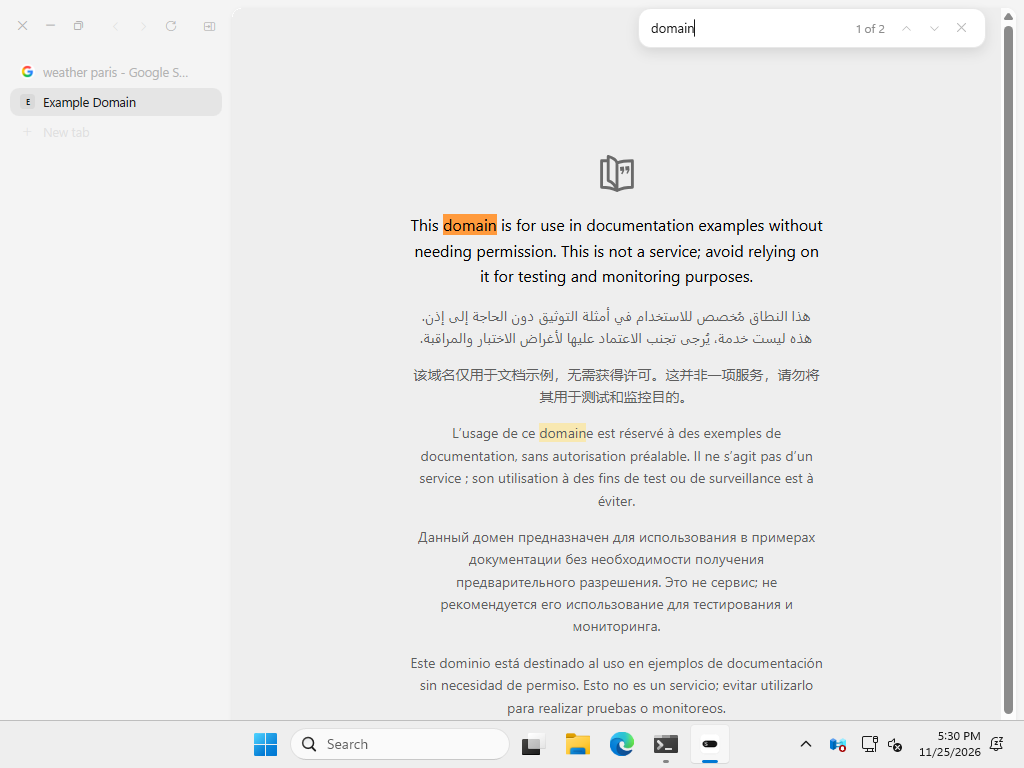 domain
1 of 2
weather paris - Google S...
E
Example Domain
New tab
This domain is for use in documentation examples without
needing permission. This is not a service; avoid relying on
it for testing and monitoring purposes.
هذا النطاق مُخصص للاستخدام في أمثلة التوثيق دون الحاجة إلى إذن.
هذه ليست خدمة، يُرجى تجنب الاعتماد عليها لأغراض الاختبار والمراقبة.
该域名仅用于文档示例，无需获得许可。这并非一项服务，请勿将
其用于测试和监控目的。
L’usage de ce domaine est réservé à des exemples de
documentation, sans autorisation préalable. Il ne s’agit pas d’un
service ; son utilisation à des fins de test ou de surveillance est à
éviter.
Данный домен предназначен для использования в примерах
документации без необходимости получения
предварительного разрешения. Это не сервис; не
рекомендуется его использование для тестирования и
мониторинга.
Este dominio está destinado al uso en ejemplos de documentación
sin necesidad de permiso. Esto no es un servicio; evitar utilizarlo
para realizar pruebas o monitoreos.
Search
5:30 PM
11/25/2026